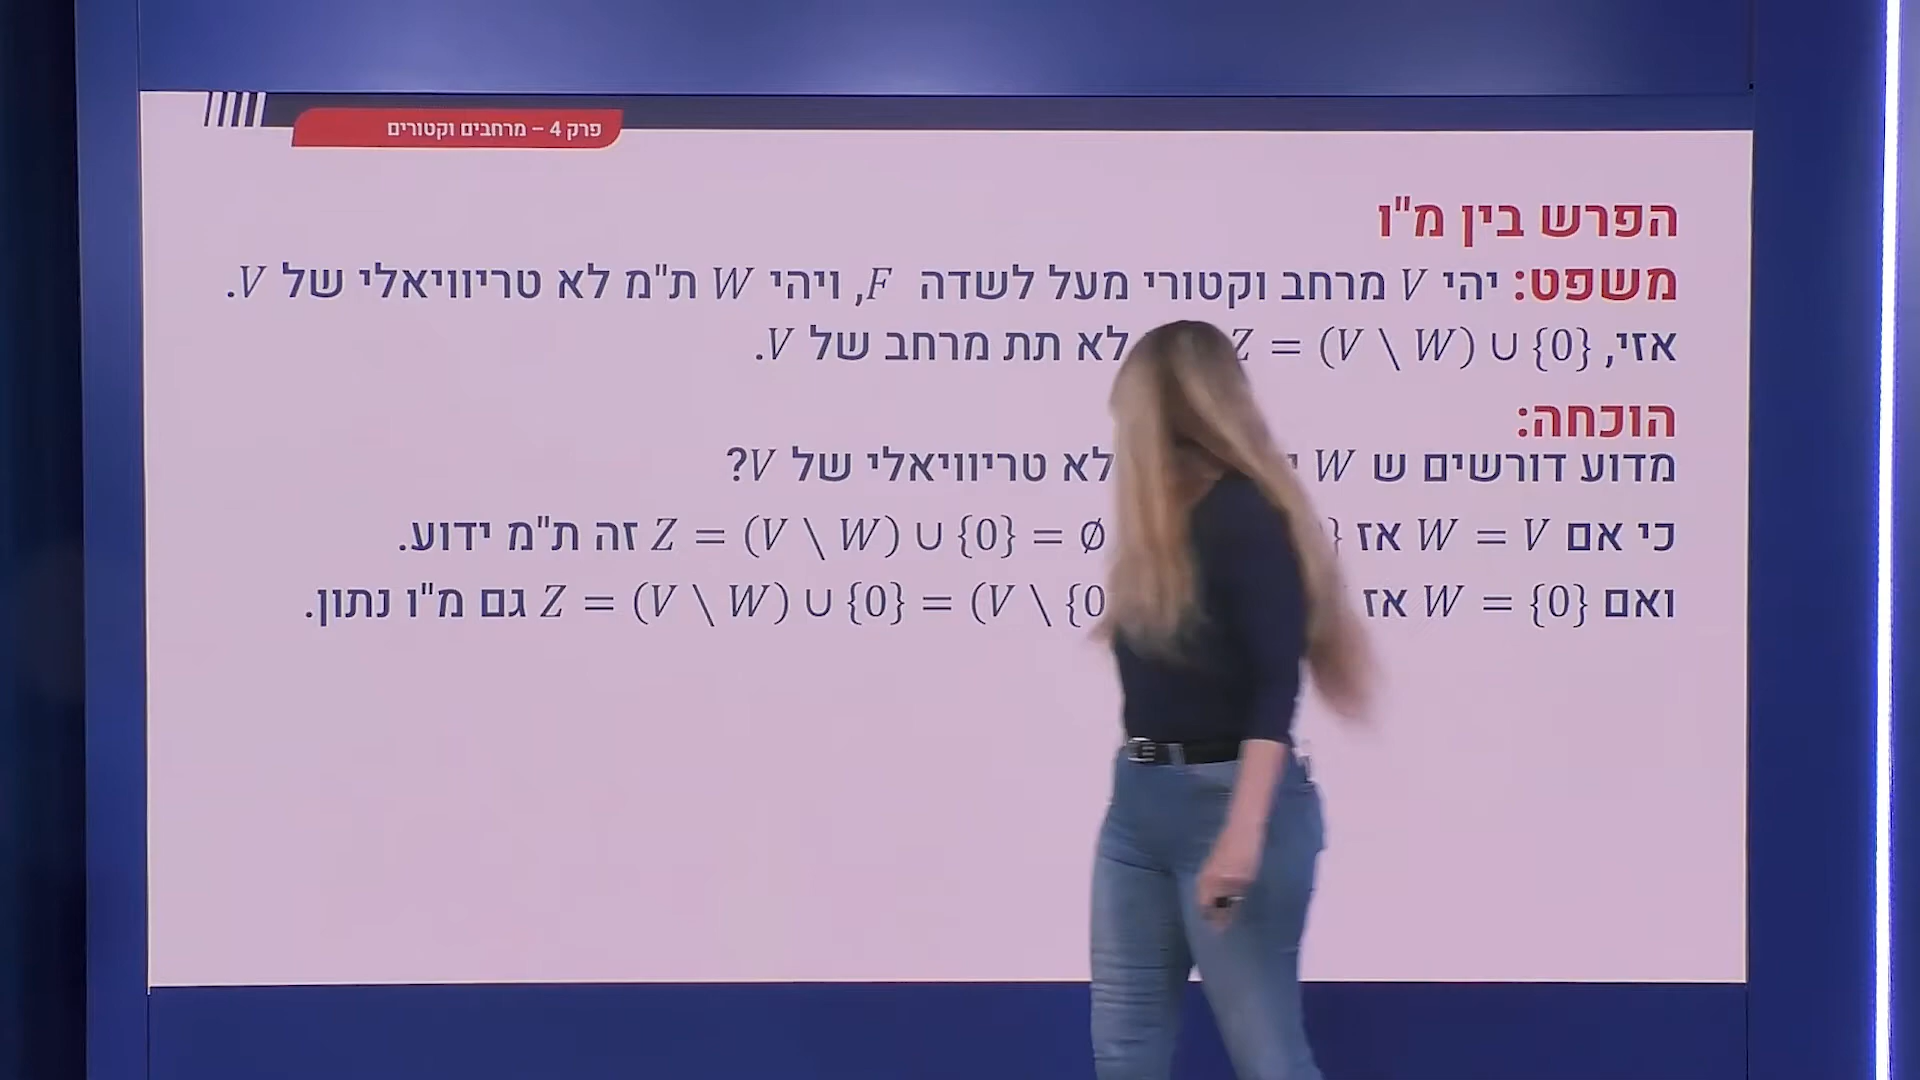 פרק 4 – מרחבים וקטורים
הפרש בין מ"ו
משפט: יהי V מרחב וקטורי מעל לשדה F, ויהי W ת"מ לא טריוויאלי של V.
אזי, Z = (V \ W) ∪ {0} לא תת מרחב של V.
הוכחה:
מדוע דורשים ש W לא טריוויאלי של V?
כי אם W = V אז Z = (V \ W) ∪ {0} = ∅ } זה ת"מ ידוע.
ואם W = {0} אז Z = (V \ W) ∪ {0} = (V \ {0 גם מ"ו נתון.